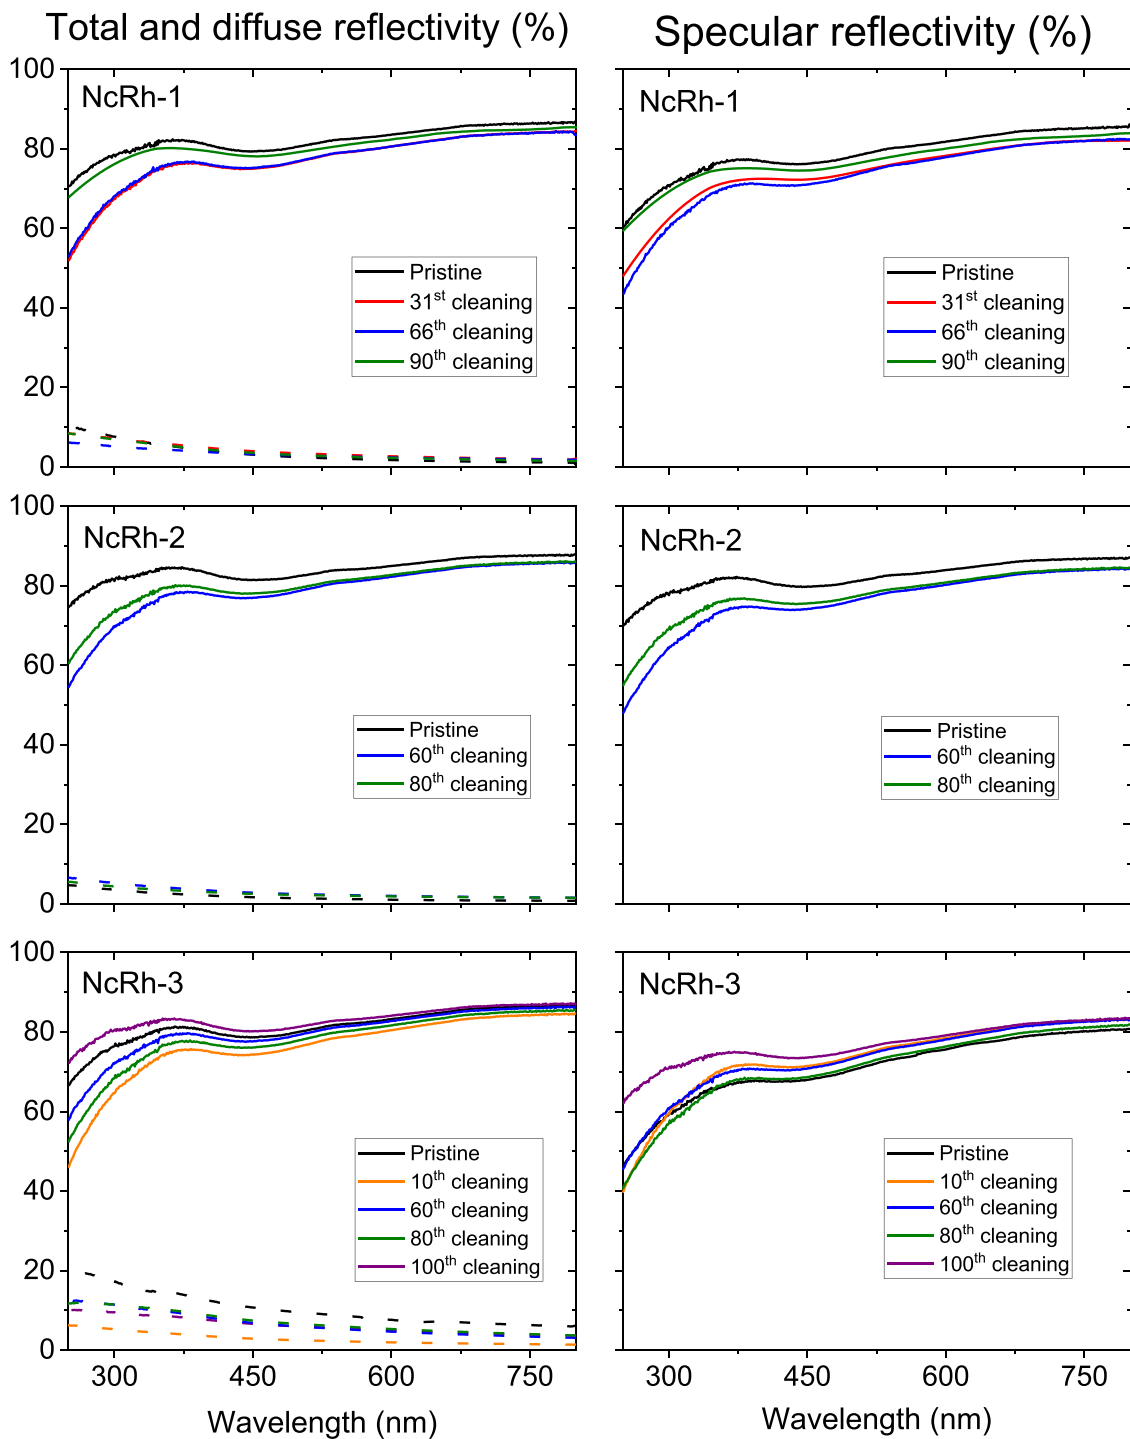 Total and diffuse reflectivity (%)
Specular reflectivity (%)
100
80
60
40
20
0
NcRh-1
Pristine
31st cleaning
66th cleaning
90th cleaning
NcRh-1
Pristine
31st cleaning
66th cleaning
90th cleaning
100
80
60
40
20
0
NcRh-2
Pristine
60th cleaning
80th cleaning
NcRh-2
Pristine
60th cleaning
80th cleaning
100
80
60
40
20
0
NcRh-3
Pristine
10th cleaning
60th cleaning
80th cleaning
100th cleaning
300 450 600 750
Wavelength (nm)
NcRh-3
Pristine
10th cleaning
60th cleaning
80th cleaning
100th cleaning
300 450 600 750
Wavelength (nm)